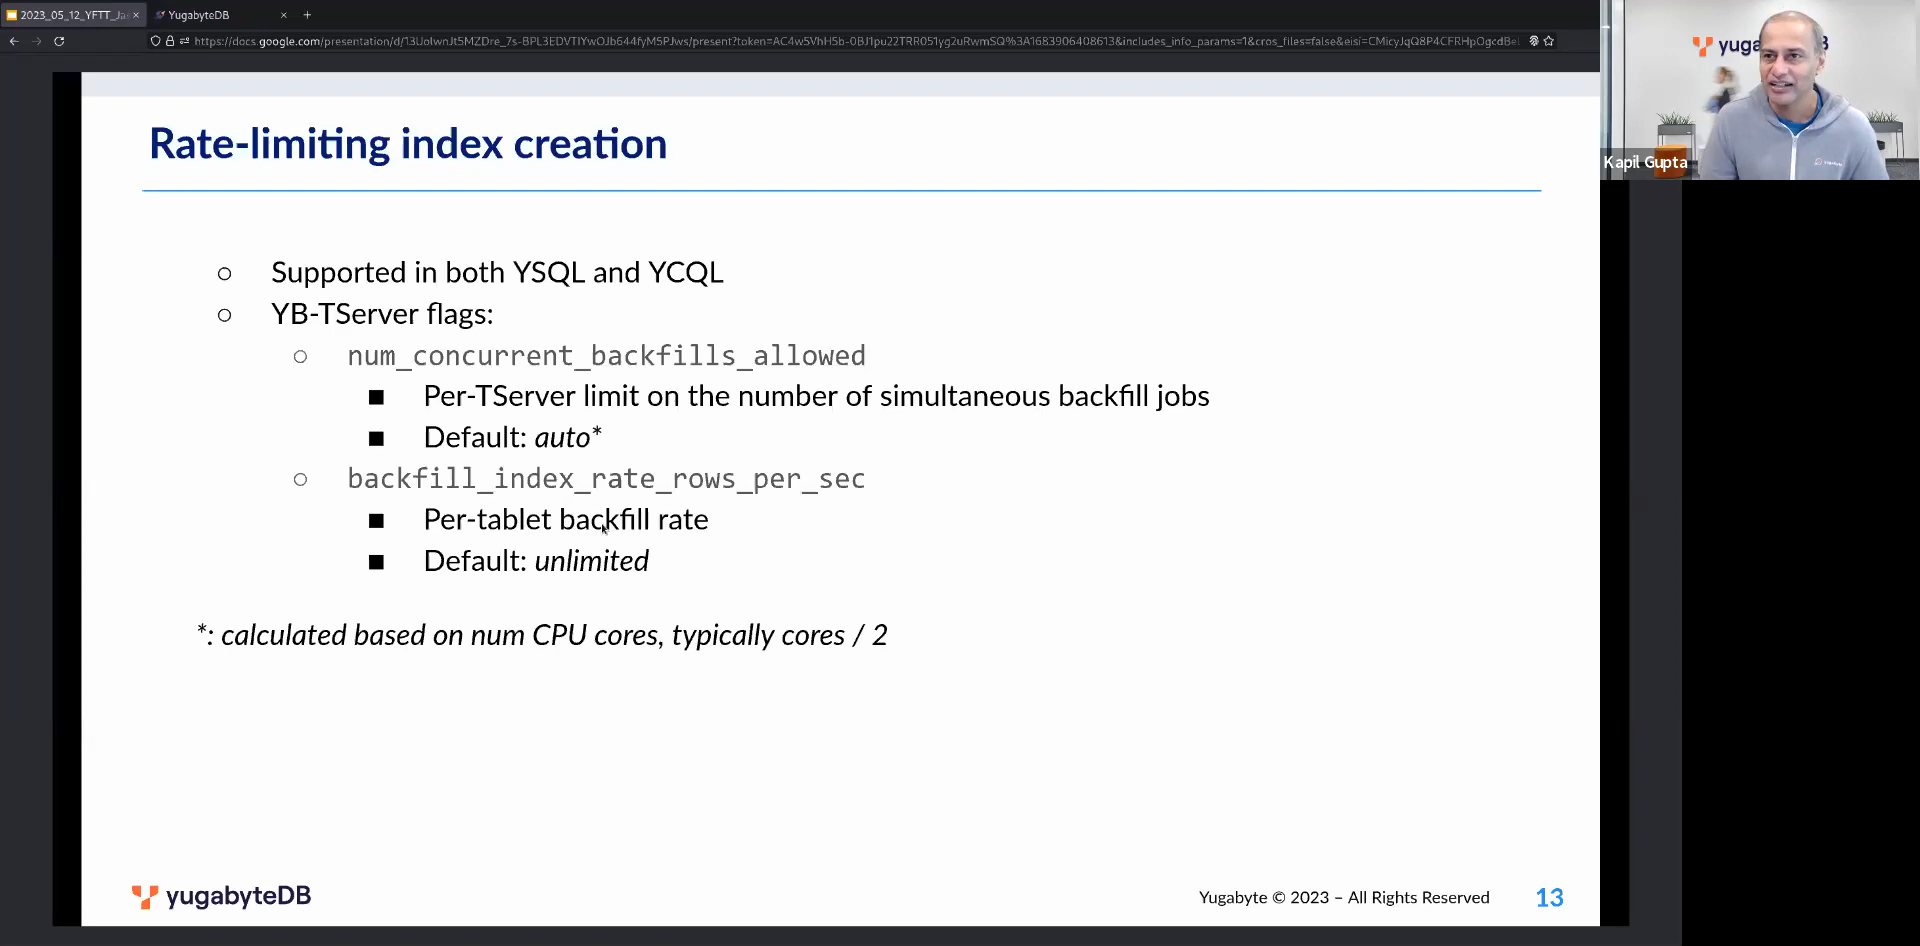 2023_05_12_YFTT_Ja
YugabyteDB
yuga B
Kapil Gupta
Rate-limiting index creation
Supported in both YSQL and YCQL
YB-TServer flags:
num_concurrent_backfills_allowed
Per-TServer limit on the number of simultaneous backfill jobs
Default: auto*
backfill_index_rate_rows_per_sec
Per-tablet backfill rate
Default: unlimited
*: calculated based on num CPU cores, typically cores / 2
yugabyteDB
Yugabyte © 2023 – All Rights Reserved
13